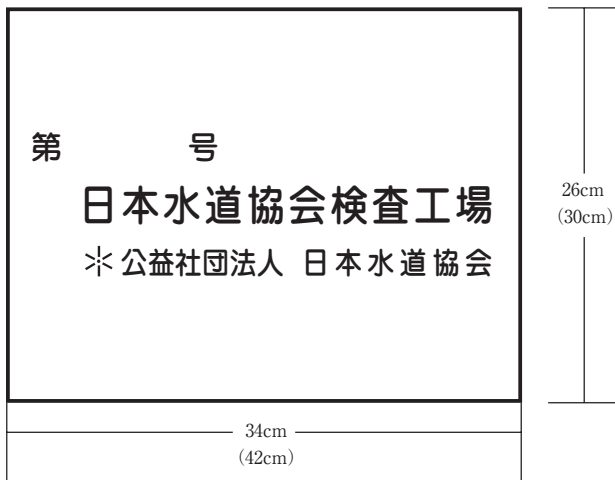 第　　　　号
日本水道協会検査工場
公益社団法人 日本水道協会
26cm
(30cm)
34cm
(42cm)